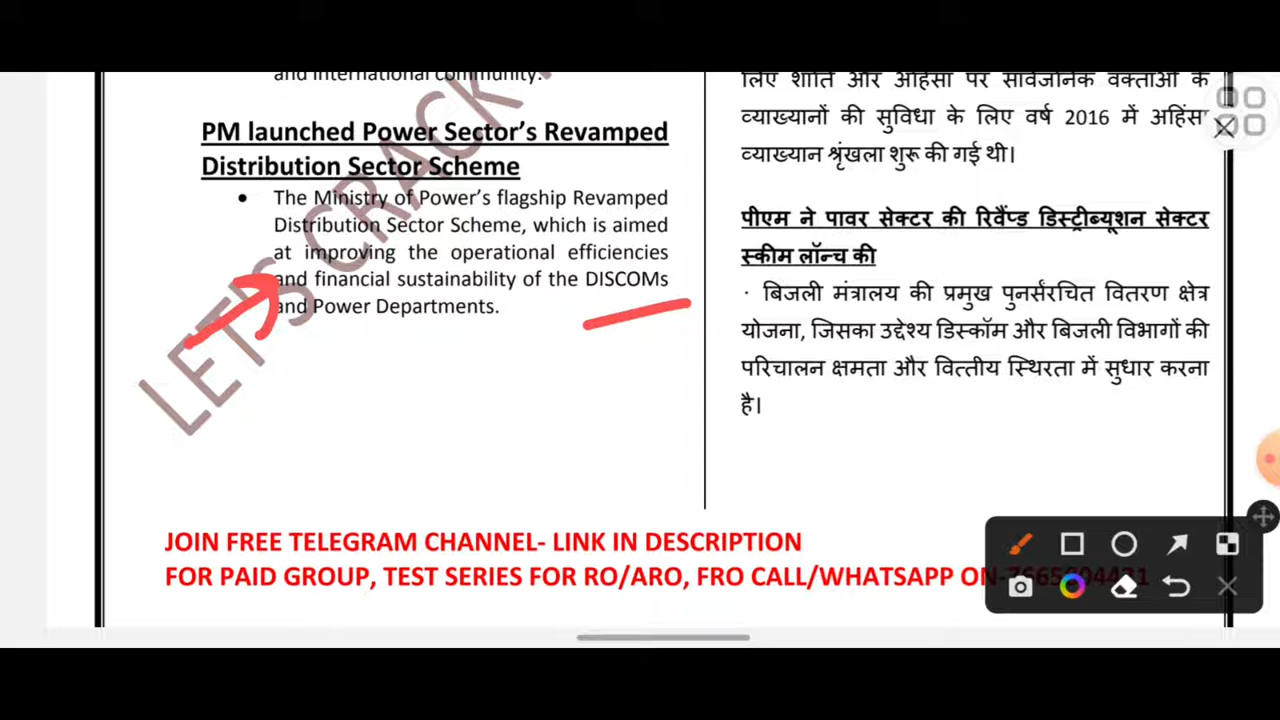 and international community.
PM launched Power Sector's Revamped
Distribution Sector Scheme
• The Ministry of Power's flagship Revamped
Distribution Sector Scheme, which is aimed
at improving the operational efficiencies
and financial sustainability of the DISCOMs
and Power Departments.
LET'S CRACK
लिए शांति और अहिंसा पर सार्वजनिक वक्ताओं के
व्याख्यानों की सुविधा के लिए वर्ष 2016 में अहिंसा
व्याख्यान श्रृंखला शुरू की गई थी।
पीएम ने पावर सेक्टर की रिवैंप्ड डिस्ट्रीब्यूशन सेक्टर
स्कीम लॉन्च की
· बिजली मंत्रालय की प्रमुख पुनर्संरचित वितरण क्षेत्र
योजना, जिसका उद्देश्य डिस्कॉम और बिजली विभागों की
परिचालन क्षमता और वित्तीय स्थिरता में सुधार करना
है।
JOIN FREE TELEGRAM CHANNEL- LINK IN DESCRIPTION
FOR PAID GROUP, TEST SERIES FOR RO/ARO, FRO CALL/WHATSAPP ON-